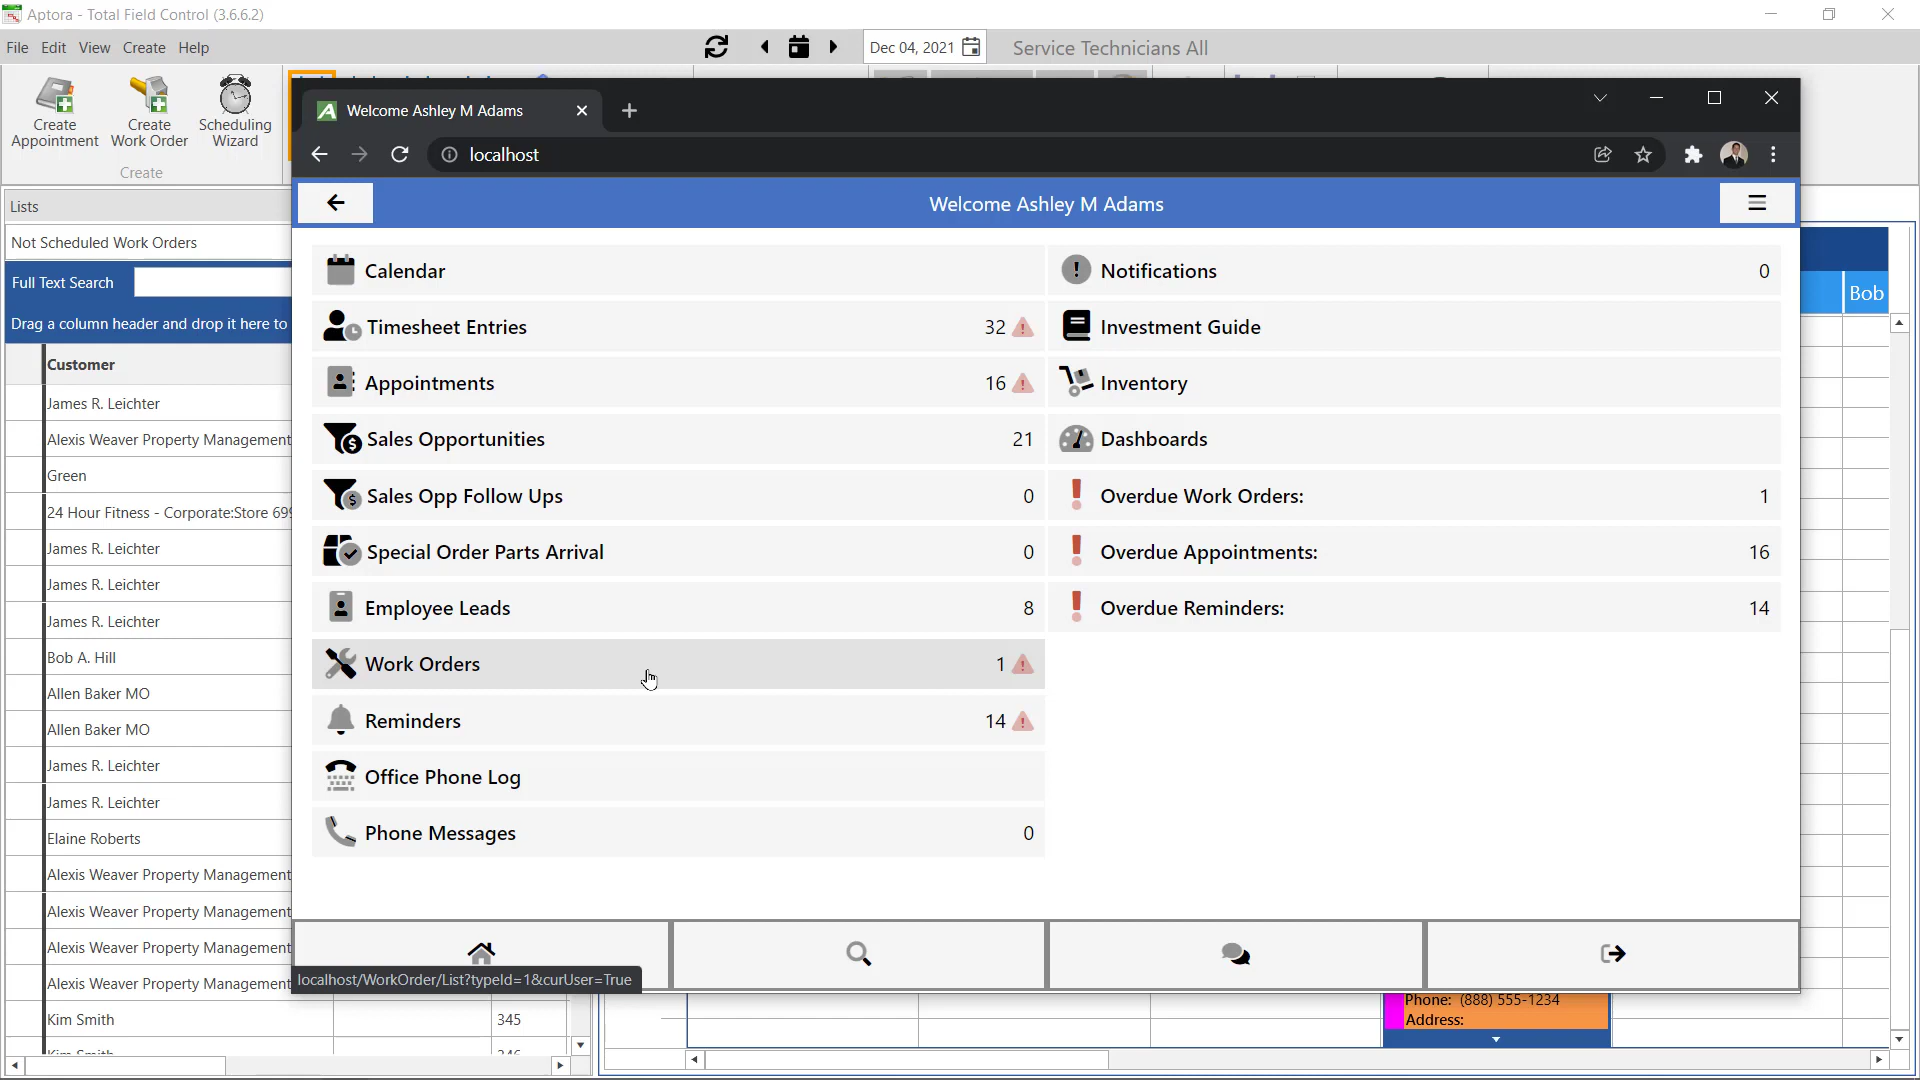 Aptora - Total Field Control (3.6.6.2)
File Edit View Create Help
Dec 04, 2021
Service Technicians All
Create Appointment
Create Work Order
Scheduling Wizard
Create
Lists
Not Scheduled Work Orders
Full Text Search
Drag a column header and drop it here to
Customer
James R. Leichter
Alexis Weaver Property Management
Green
24 Hour Fitness - Corporate:Store 699
James R. Leichter
James R. Leichter
James R. Leichter
Bob A. Hill
Allen Baker MO
Allen Baker MO
James R. Leichter
James R. Leichter
Elaine Roberts
Alexis Weaver Property Management
Alexis Weaver Property Management
Alexis Weaver Property Management
Alexis Weaver Property Management
Kim Smith 345
Kim Smith 346
Welcome Ashley M Adams
localhost
Welcome Ashley M Adams
Calendar
Timesheet Entries 32
Appointments 16
Sales Opportunities 21
Sales Opp Follow Ups 0
Special Order Parts Arrival 0
Employee Leads 8
Work Orders 1
Reminders 14
Office Phone Log
Phone Messages 0
Notifications 0
Investment Guide
Inventory
Dashboards
Overdue Work Orders: 1
Overdue Appointments: 16
Overdue Reminders: 14
localhost/WorkOrder/List?typeId=1&curUser=True
Bob
Phone: (888) 555-1234
Address: